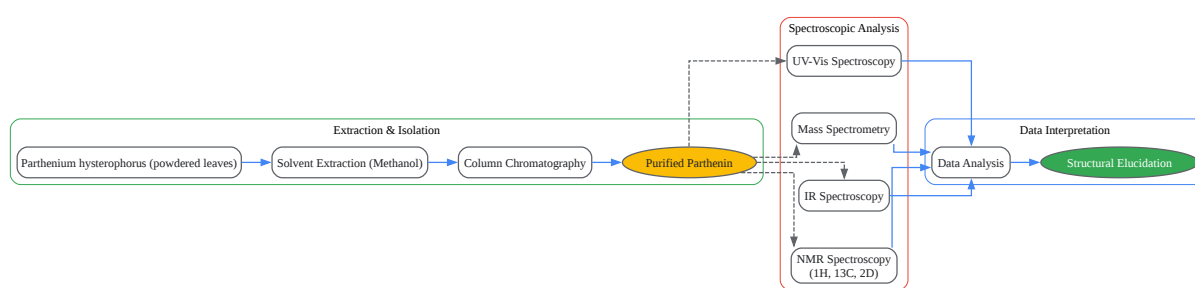 Extraction & Isolation
Parthenium hysterophorus (powdered leaves)
Solvent Extraction (Methanol)
Column Chromatography
Purified Parthenin
Spectroscopic Analysis
UV-Vis Spectroscopy
Mass Spectrometry
IR Spectroscopy
NMR Spectroscopy
(1H, 13C, 2D)
Data Interpretation
Data Analysis
Structural Elucidation